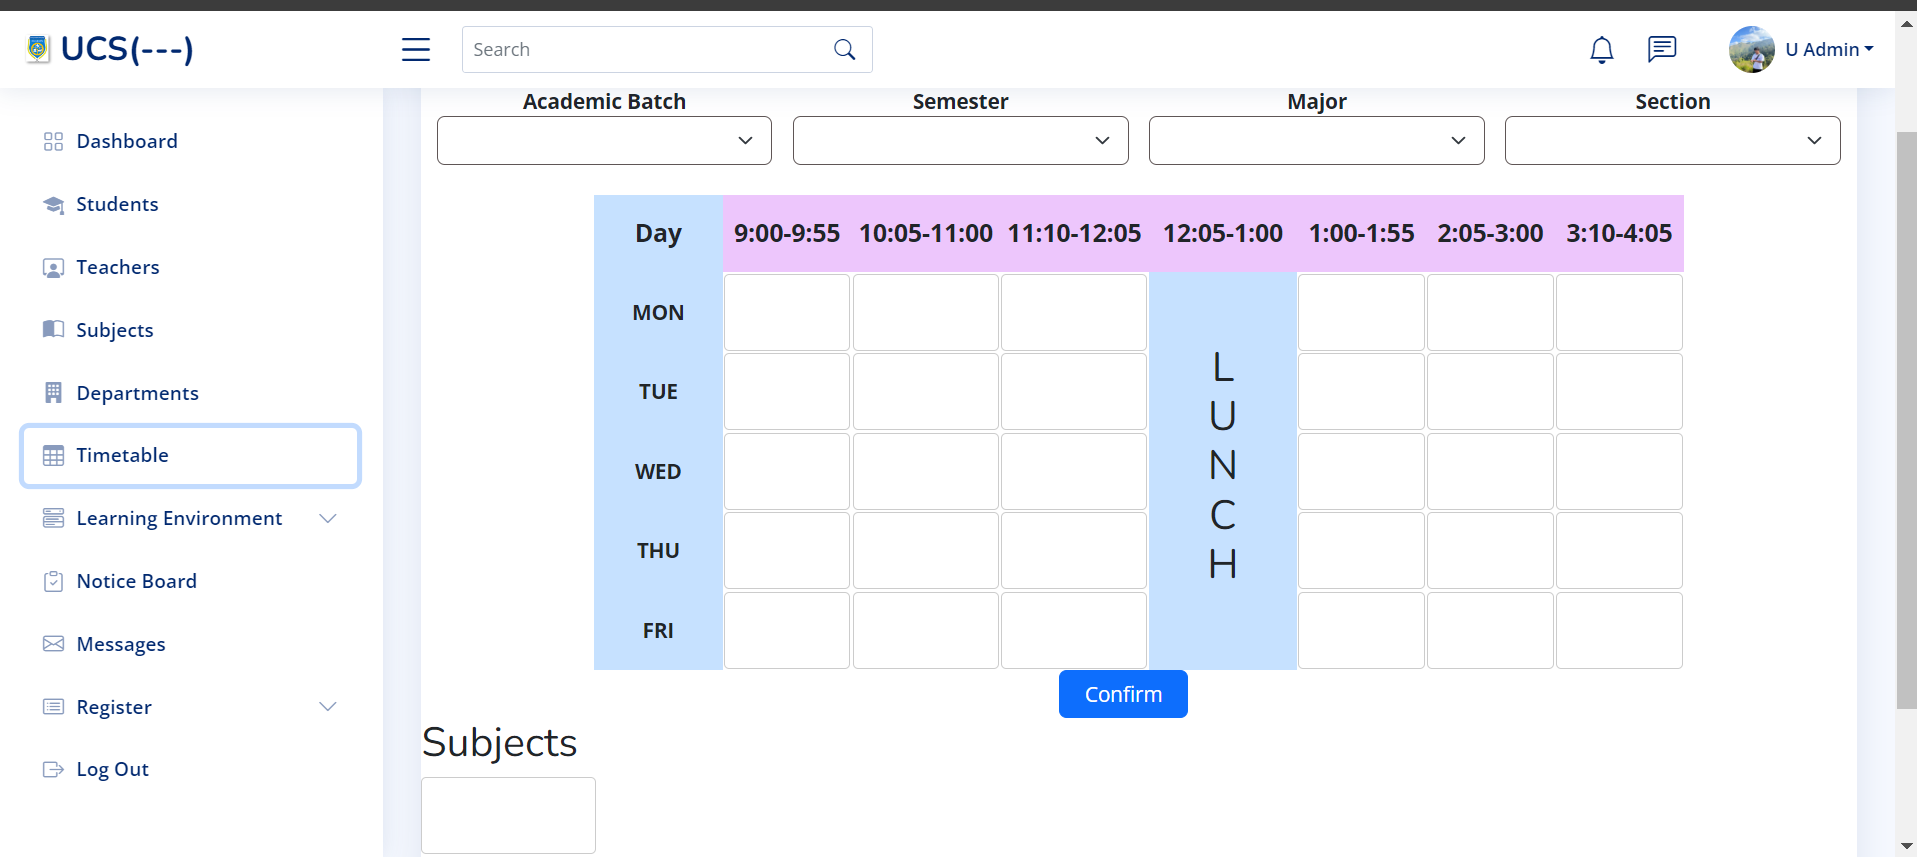 UCS(---)
Search
U Admin
Dashboard
Students
Teachers
Subjects
Departments
Timetable
Learning Environment
Notice Board
Messages
Register
Log Out
Academic Batch Semester Major Section
Day 9:00-9:55 10:05-11:00 11:10-12:05 12:05-1:00 1:00-1:55 2:05-3:00 3:10-4:05
MON
TUE
WED
THU
FRI
L
U
N
C
H
Confirm
Subjects